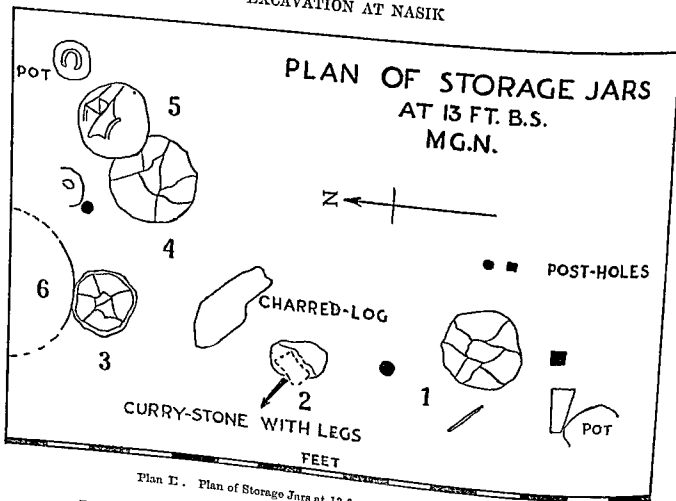 EXCAVATION AT NASIK
POT
PLAN OF STORAGE JARS
AT 13 FT. B.S.
M.G.N.
5
N
4
POST-HOLES
6
CHARRED-LOG
3
2
1
CURRY-STONE WITH LEGS
POT
FEET
Plan E. Plan of Storage Jars at 13